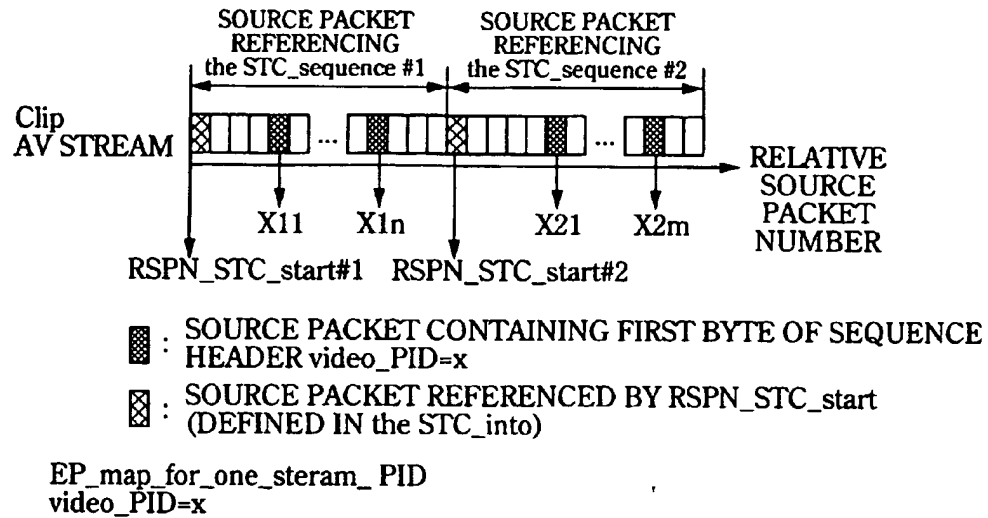 SOURCE PACKET
REFERENCING
the STC_sequence #1
SOURCE PACKET
REFERENCING
the STC_sequence #2
Clip
AV STREAM
...
...
RELATIVE
SOURCE
PACKET
NUMBER
X11
X1n
X21
X2m
RSPN_STC_start#1
RSPN_STC_start#2
: SOURCE PACKET CONTAINING FIRST BYTE OF SEQUENCE
HEADER video_PID=x
: SOURCE PACKET REFERENCED BY RSPN_STC_start
(DEFINED IN the STC_into)
EP_map_for_one_steram_ PID
video_PID=x